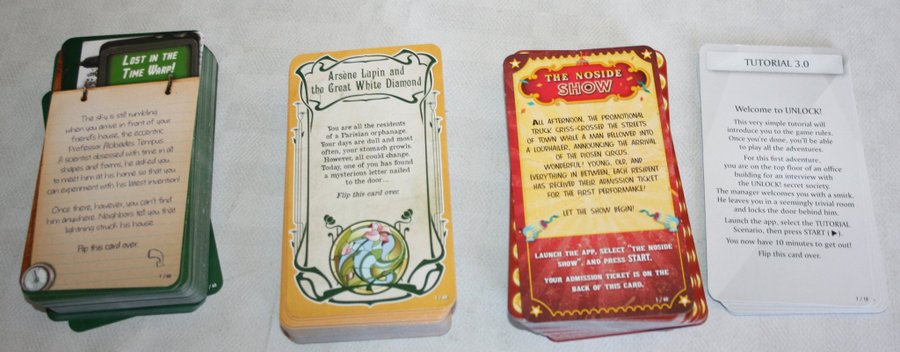 LOST IN THE
TIME WARP!
The sky is still rumbling
when you arrive in front of your
friend's house, the eccentric
Professor Alcibiades Tempus.
A scientist obsessed with time in all
shapes and forms, he asked you
to meet him at his home so that you
can experiment with his latest invention!
Once there, however, you can't find
him anywhere. Neighbors tell you that
lightning struck his house.
Flip this card over.
1 / 60
Arsène Lupin and
the Great White Diamond
You are all the residents
of a Parisian orphanage.
Your days are dull and most
often, your stomach growls.
However, all could change.
Today, one of you has found
a mysterious letter nailed
to the door...
Flip this card over.
1 / 60
THE NOSIDE
SHOW
ALL AFTERNOON, THE PROMOTIONAL
TRUCK CRISS-CROSSED THE STREETS
OF TOWN WHILE A MAN BELLOWED INTO
A LOUDHAILER, ANNOUNCING THE ARRIVAL
OF THE NOSIDE CIRCUS.
WONDERFUL! YOUNG, OLD, AND
EVERYTHING IN BETWEEN, EACH RESIDENT
HAS RECEIVED THEIR ADMISSION TICKET
FOR THE FIRST PERFORMANCE!
LET THE SHOW BEGIN!
LAUNCH THE APP, SELECT "THE NOSIDE
SHOW", AND PRESS START.
YOUR ADMISSION TICKET IS ON THE
BACK OF THIS CARD.
1 / 60
TUTORIAL 3.0
Welcome to UNLOCK!
This very simple tutorial will
introduce you to the game rules.
Once you're done, you'll be able
to play all the adventures.
For this first adventure,
you are on the top floor of an office
building for an interview with
the UNLOCK! secret society.
The manager welcomes you with a smirk.
He leaves you in a seemingly trivial room
and locks the door behind him.
Launch the app, select the TUTORIAL
Scenario, then press START (▶).
You now have 10 minutes to get out!
Flip this card over.
1 / 10